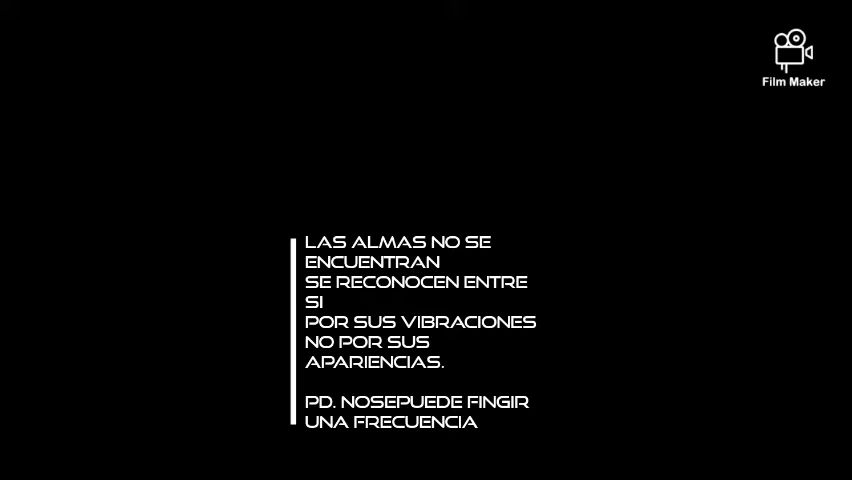 Film Maker
LAS ALMAS NO SE
ENCUENTRAN
SE RECONOCEN ENTRE
SI
POR SUS VIBRACIONES
NO POR SUS
APARIENCIAS.
PD. NOSEPUEDE FINGIR
UNA FRECUENCIA